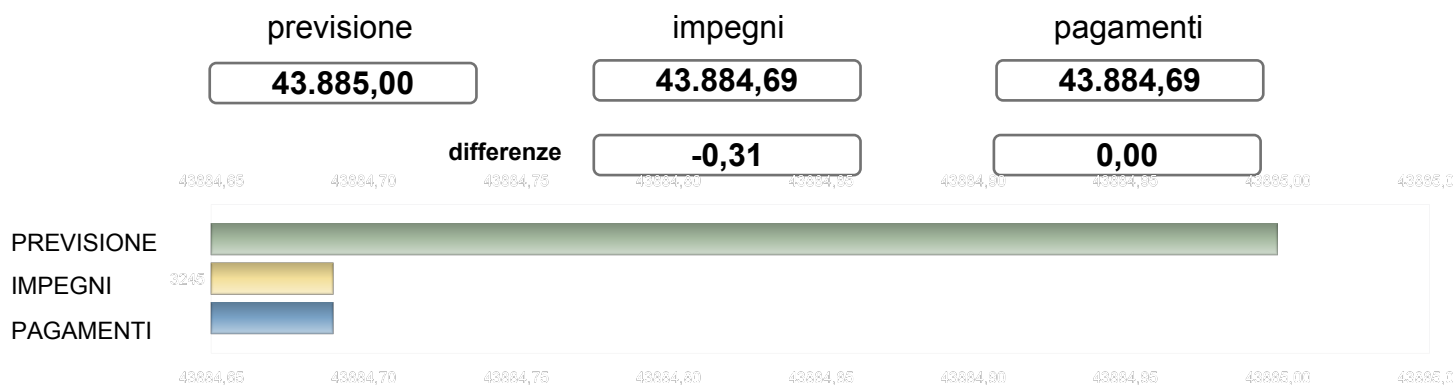 previsione impegni pagamenti
43.885,00 43.884,69 43.884,69
differenze -0,31 0,00
43884,65 43884,70 43884,75 43884,80 43884,85 43884,90 43884,95 43885,00
PREVISIONE
3245
IMPEGNI
PAGAMENTI
43884,65 43884,70 43884,75 43884,80 43884,85 43884,90 43884,95 43885,00